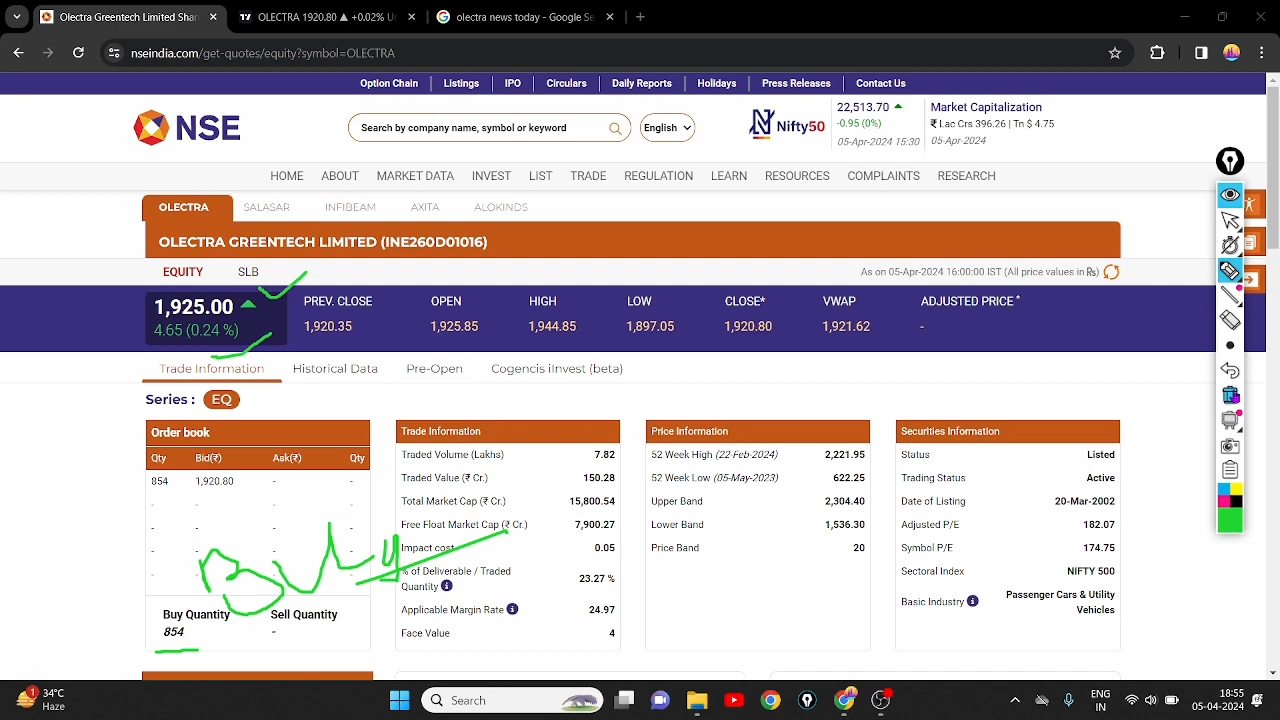 Olectra Greentech Limited Shar
OLECTRA 1920.80 ▲ +0.02% Un
olectra news today - Google Se
nseindia.com/get-quotes/equity?symbol=OLECTRA
Option Chain Listings IPO Circulars Daily Reports Holidays Press Releases Contact Us
NSE
Search by company name, symbol or keyword
English
Nifty50
22,513.70
-0.95 (0%)
05-Apr-2024 15:30
Market Capitalization
₹ Lac Crs 396.26 | Tn $ 4.75
05-Apr-2024
HOME ABOUT MARKET DATA INVEST LIST TRADE REGULATION LEARN RESOURCES COMPLAINTS RESEARCH
OLECTRA SALASAR INFIBEAM AXITA ALOKINDS
OLECTRA GREENTECH LIMITED (INE260D01016)
EQUITY SLB
As on 05-Apr-2024 16:00:00 IST (All price values in ₨)
1,925.00
4.65 (0.24 %)
PREV. CLOSE OPEN HIGH LOW CLOSE* VWAP ADJUSTED PRICE *
1,920.35 1,925.85 1,944.85 1,897.05 1,920.80 1,921.62 -
Trade Information Historical Data Pre-Open Cogencis iInvest (beta)
Series : EQ
Order book
Qty Bid(₹) Ask(₹) Qty
854 1,920.80 - -
- - - -
- - - -
- - - -
- - - -
Buy Quantity Sell Quantity
854 -
Trade Information
Traded Volume (Lakhs) 7.82
Traded Value (₹ Cr.) 150.28
Total Market Cap (₹ Cr.) 15,800.54
Free Float Market Cap (₹ Cr.) 7,900.27
Impact cost 0.05
% of Deliverable / Traded
Quantity 23.27 %
Applicable Margin Rate 24.97
Face Value 4
Price Information
52 Week High (22-Feb-2024) 2,221.95
52 Week Low (05-May-2023) 622.25
Upper Band 2,304.40
Lower Band 1,536.30
Price Band 20
Securities Information
Status Listed
Trading Status Active
Date of Listing 20-Mar-2002
Adjusted P/E 182.07
Symbol P/E 174.75
Sectoral Index NIFTY 500
Basic Industry Passenger Cars & Utility
Vehicles
1
34°C
Haze
Search
ENG
IN
18:55
05-04-2024